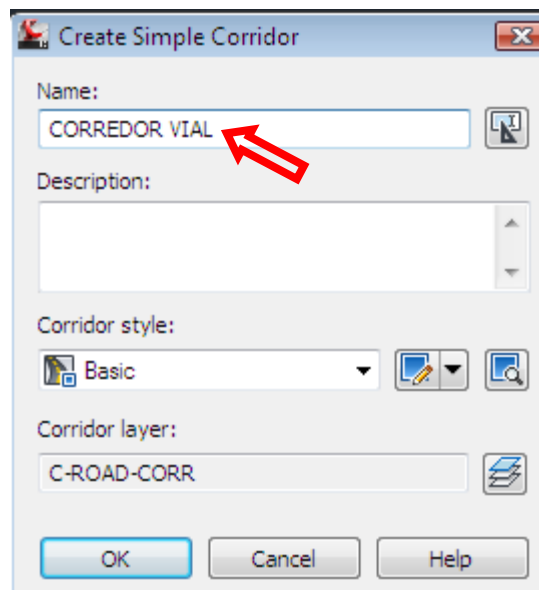 Create Simple Corridor
Name:
CORREDOR VIAL
Description:
Corridor style:
Basic
Corridor layer:
C-ROAD-CORR
OK Cancel Help